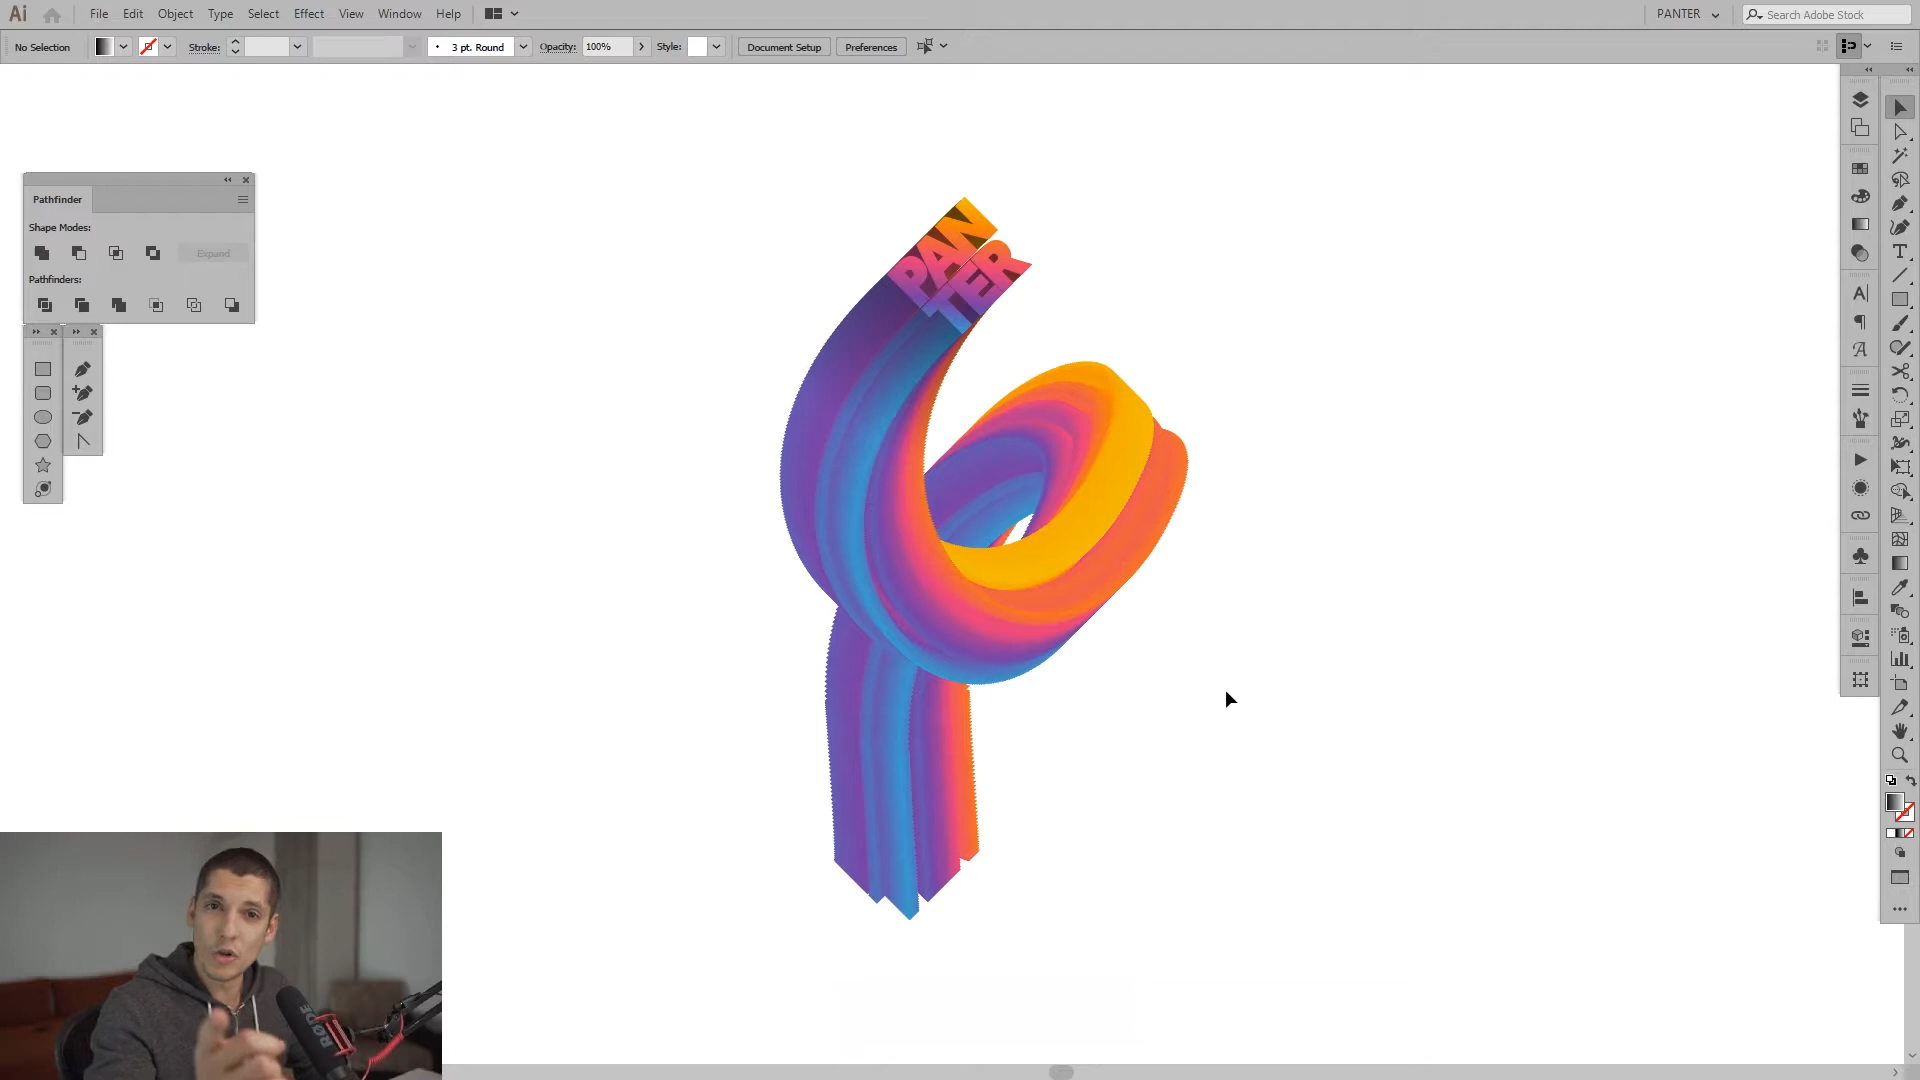 Ai File Edit Object Type Select Effect View Window Help PANTER Search Adobe Stock
No Selection Stroke: 3 pt. Round Opacity: 100% Style: Document Setup Preferences
Pathfinder
Shape Modes:
Expand
Pathfinders:
PAN
TER
RØDE